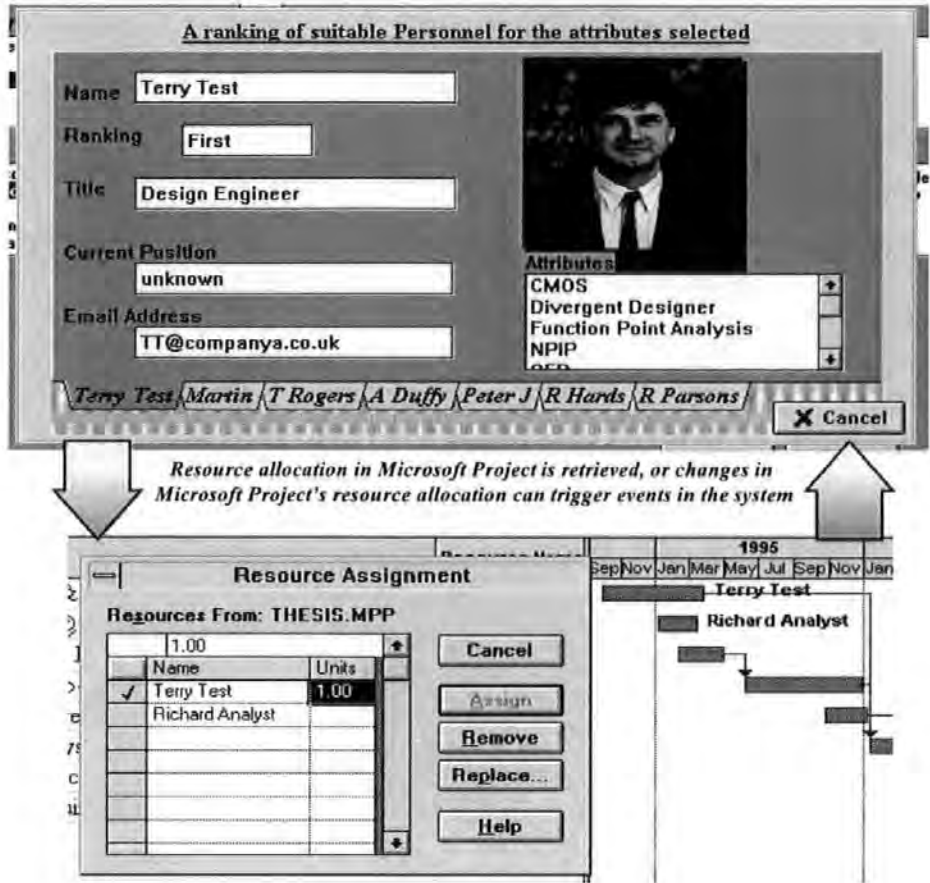 A ranking of suitable Personnel for the attributes selected
Name Terry Test
Ranking First
Title Design Engineer
Current Position
unknown
Email Address
TT@companya.co.uk
Attributes
CMOS
Divergent Designer
Function Point Analysis
NPIP
Terry Test Martin T Rogers A Duffy Peter J R Hards R Parsons
X Cancel
Resource allocation in Microsoft Project is retrieved, or changes in
Microsoft Project's resource allocation can trigger events in the system
1995
Sep Nov Jan Mar May Jul Sep Nov Jan
Terry Test
Richard Analyst
Resource Assignment
Resources From: THESIS.MPP
1.00
Name Units
Terry Test 1.00
Richard Analyst
Cancel
Assign
Remove
Replace...
Help